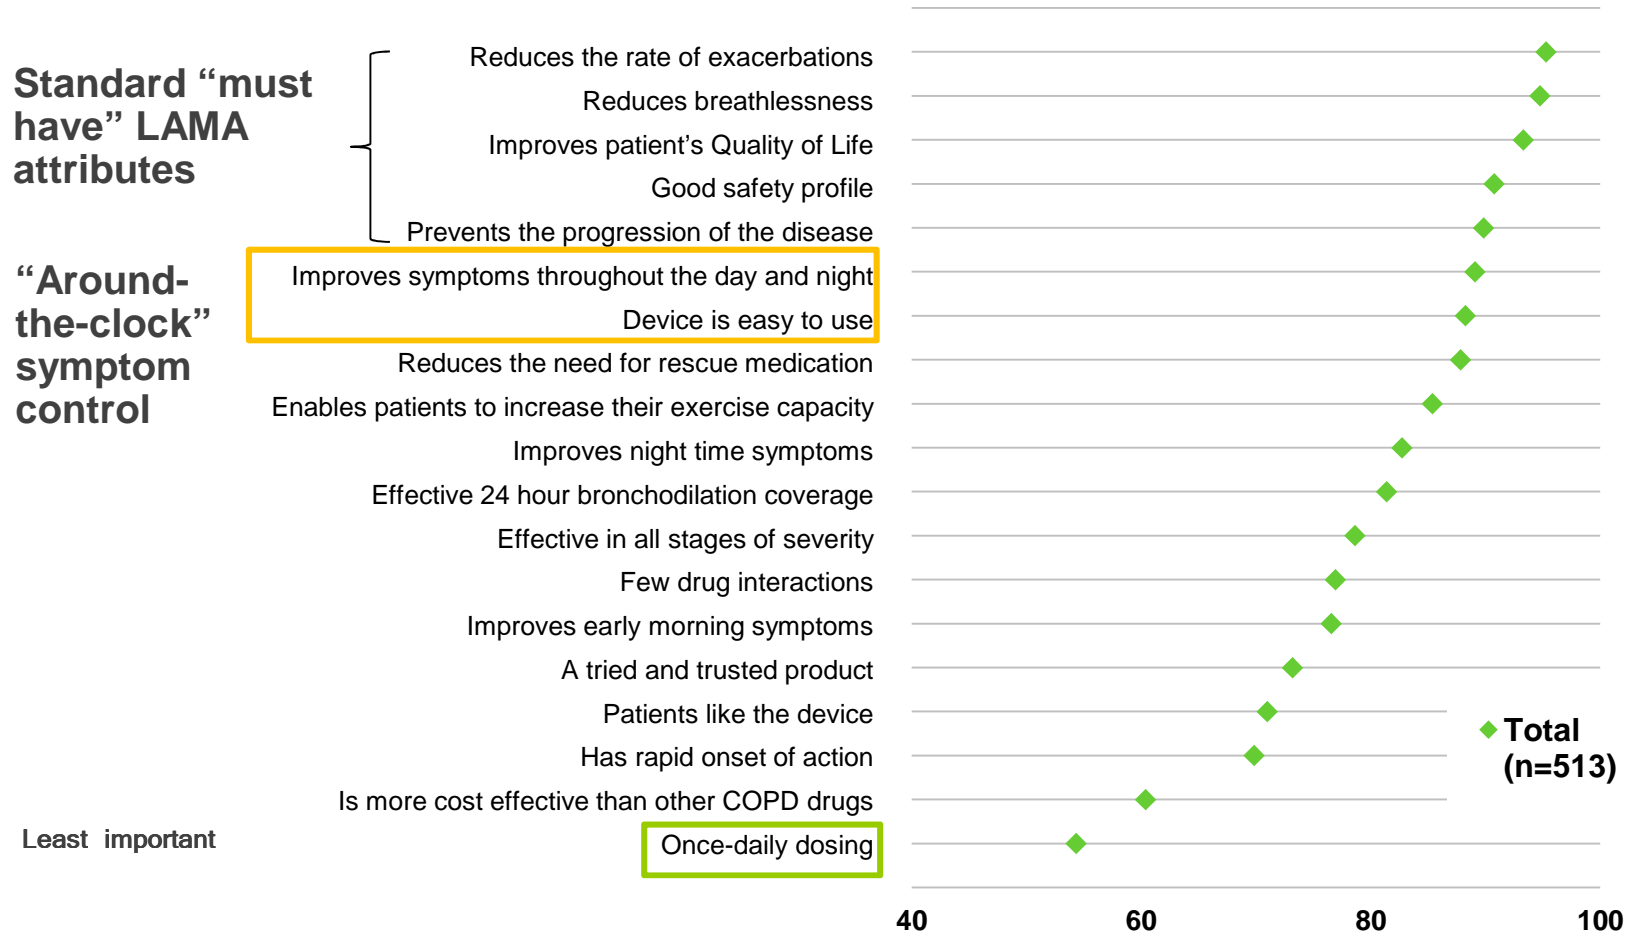 Standard “must
have” LAMA
attributes
“Around-
the-clock”
symptom
control
Least important
Reduces the rate of exacerbations
Reduces breathlessness
Improves patient’s Quality of Life
Good safety profile
Prevents the progression of the disease
Improves symptoms throughout the day and night
Device is easy to use
Reduces the need for rescue medication
Enables patients to increase their exercise capacity
Improves night time symptoms
Effective 24 hour bronchodilation coverage
Effective in all stages of severity
Few drug interactions
Improves early morning symptoms
A tried and trusted product
Patients like the device
Has rapid onset of action
Is more cost effective than other COPD drugs
Once-daily dosing
Total
(n=513)
40 60 80 100